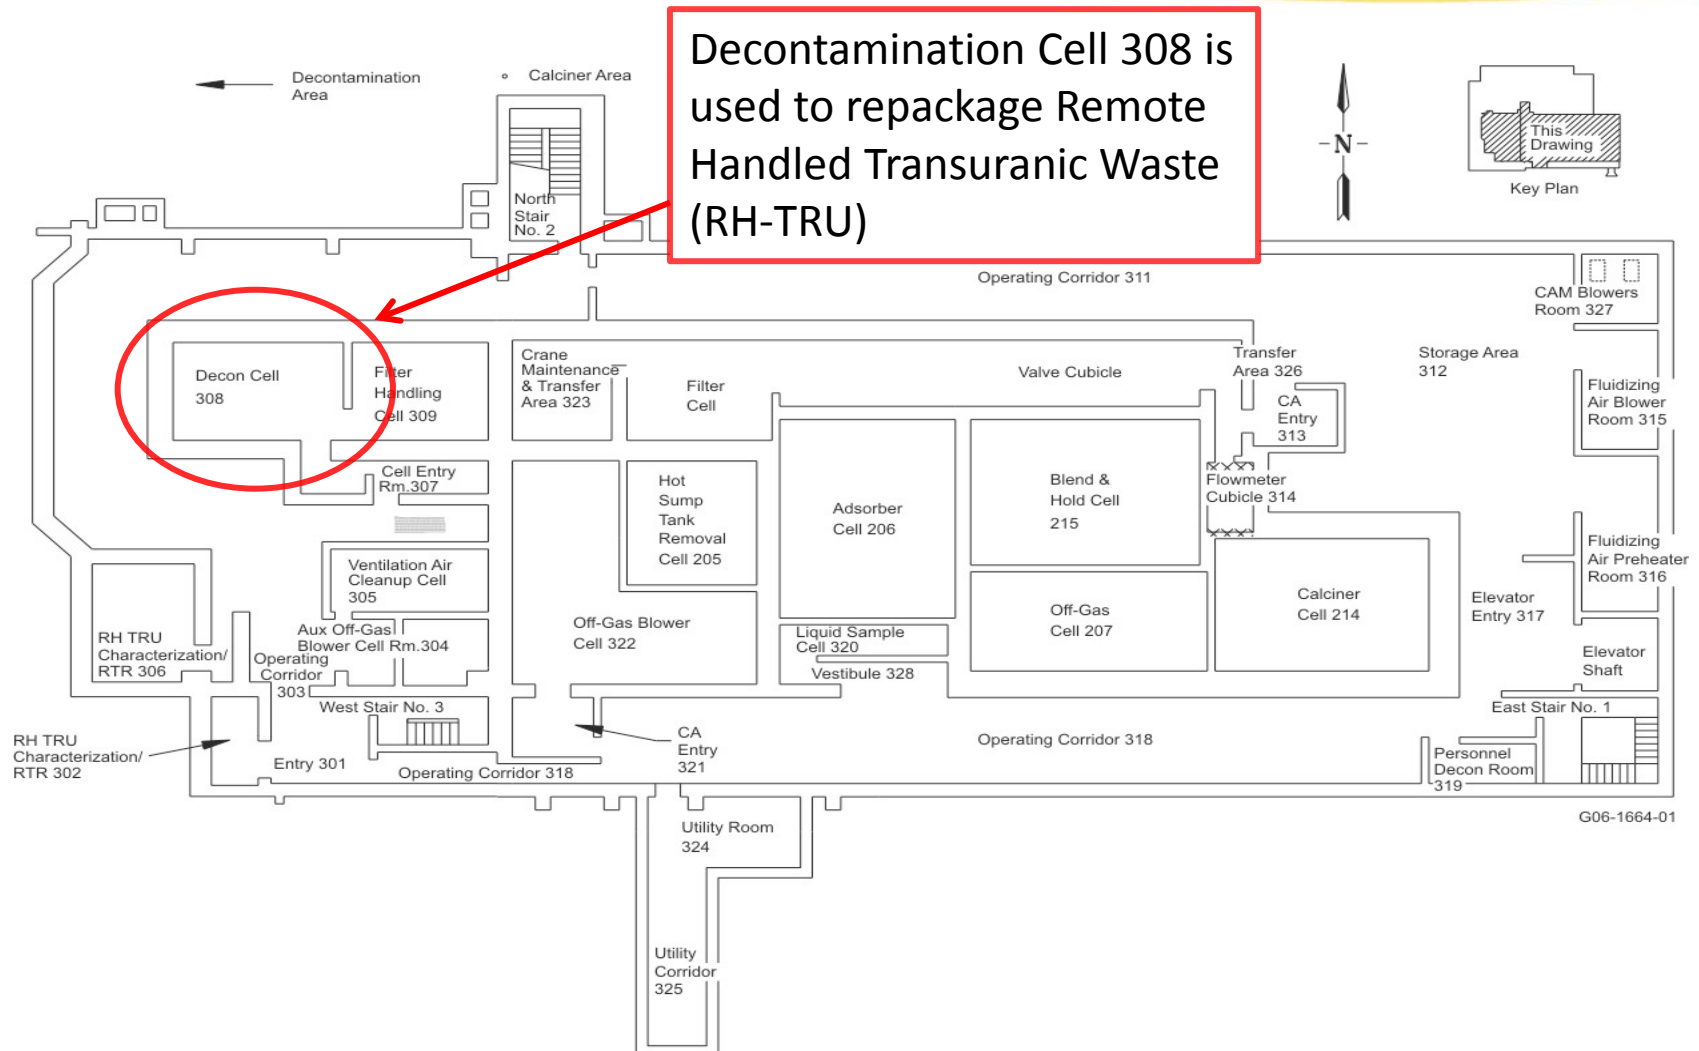 Decontamination Cell 308 is
used to repackage Remote
Handled Transuranic Waste
(RH-TRU)
Decontamination
Area
Calciner Area
N
This
Drawing
Key Plan
North
Stair
No. 2
Operating Corridor 311
CAM Blowers
Room 327
Decon Cell
308
Filter
Handling
Cell 309
Crane
Maintenance
& Transfer
Area 323
Filter
Cell
Valve Cubicle
Transfer
Area 326
Storage Area
312
CA
Entry
313
Fluidizing
Air Blower
Room 315
Cell Entry
Rm.307
Hot
Sump
Tank
Removal
Cell 205
Adsorber
Cell 206
Blend &
Hold Cell
215
Flowmeter
Cubicle 314
Ventilation Air
Cleanup Cell
305
Fluidizing
Air Preheater
Room 316
RH TRU
Characterization/
RTR 306
Aux Off-Gas
Blower Cell Rm.304
Operating
Corridor
303
Off-Gas Blower
Cell 322
Liquid Sample
Cell 320
Vestibule 328
Off-Gas
Cell 207
Calciner
Cell 214
Elevator
Entry 317
Elevator
Shaft
West Stair No. 3
East Stair No. 1
RH TRU
Characterization/
RTR 302
Entry 301
Operating Corridor 318
CA
Entry
321
Operating Corridor 318
Personnel
Decon Room
319
G06-1664-01
Utility Room
324
Utility
Corridor
325